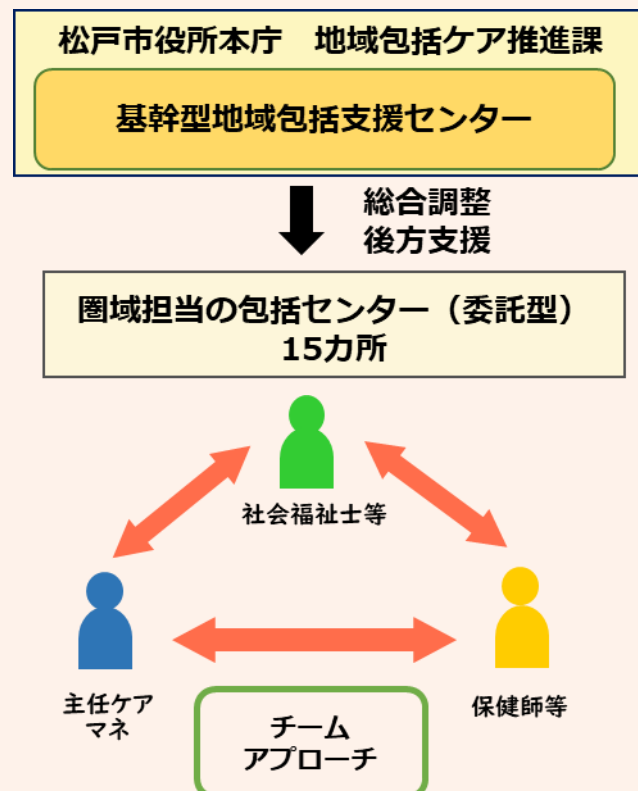 松戸市役所本庁　地域包括ケア推進課
基幹型地域包括支援センター
総合調整
後方支援
圏域担当の包括センター（委託型）
15カ所
社会福祉士等
主任ケア
マネ
保健師等
チーム
アプローチ